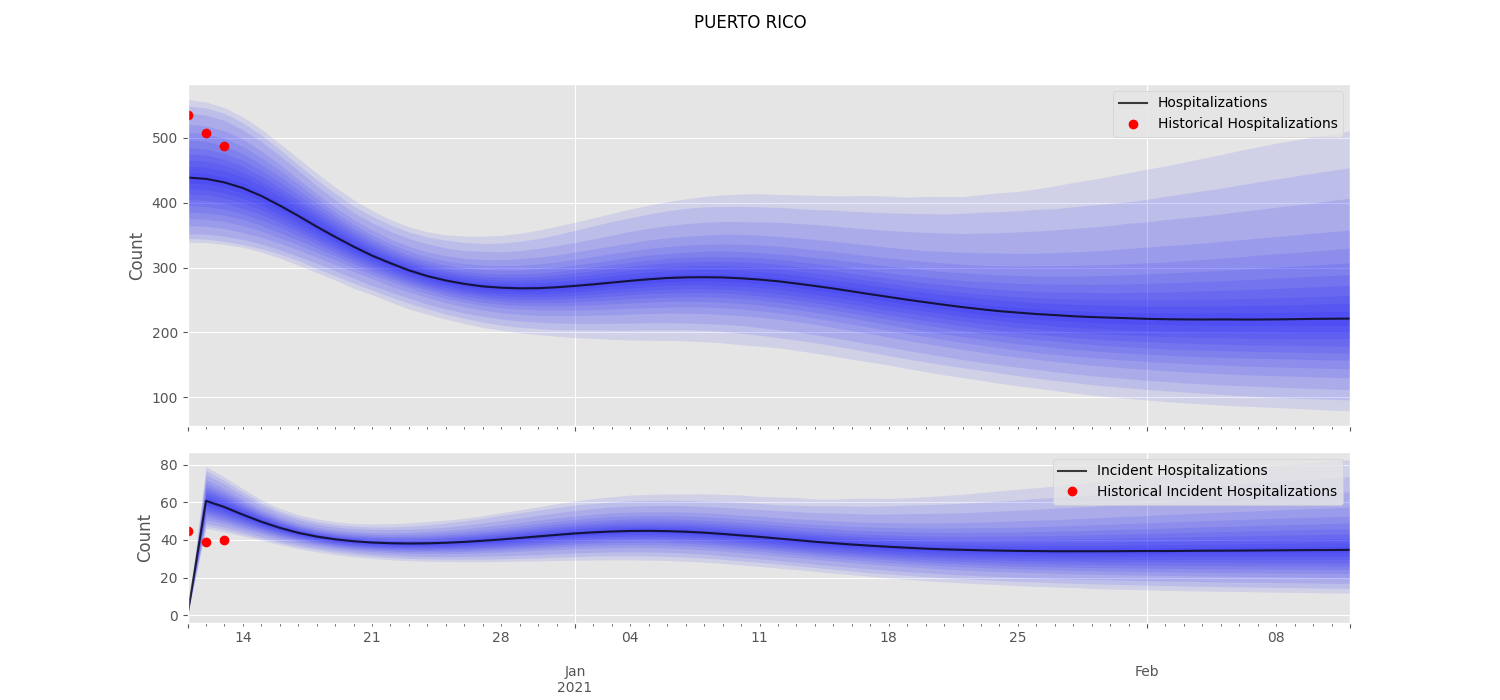 PUERTO RICO
Hospitalizations
Historical Hospitalizations
500
400
300
200
100
Count
Incident Hospitalizations
Historical Incident Hospitalizations
80
60
40
20
0
Count
14 21 28 04 11 18 25 08
Jan Feb
2021